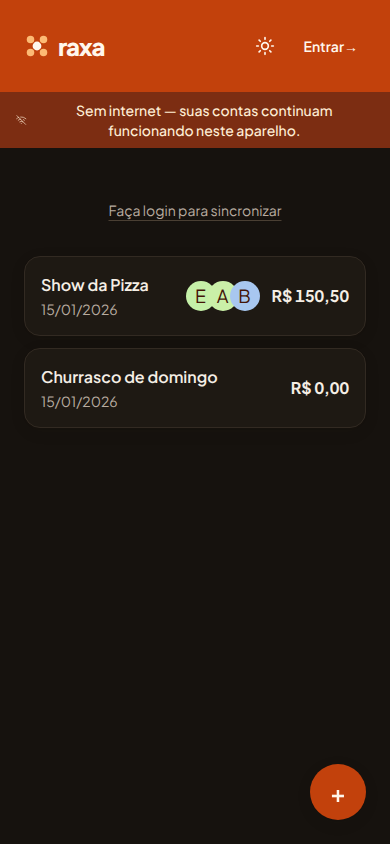 raxa
Entrar→
Sem internet — suas contas continuam
funcionando neste aparelho.
Faça login para sincronizar
Show da Pizza
15/01/2026
E A B
R$ 150,50
Churrasco de domingo
15/01/2026
R$ 0,00
+